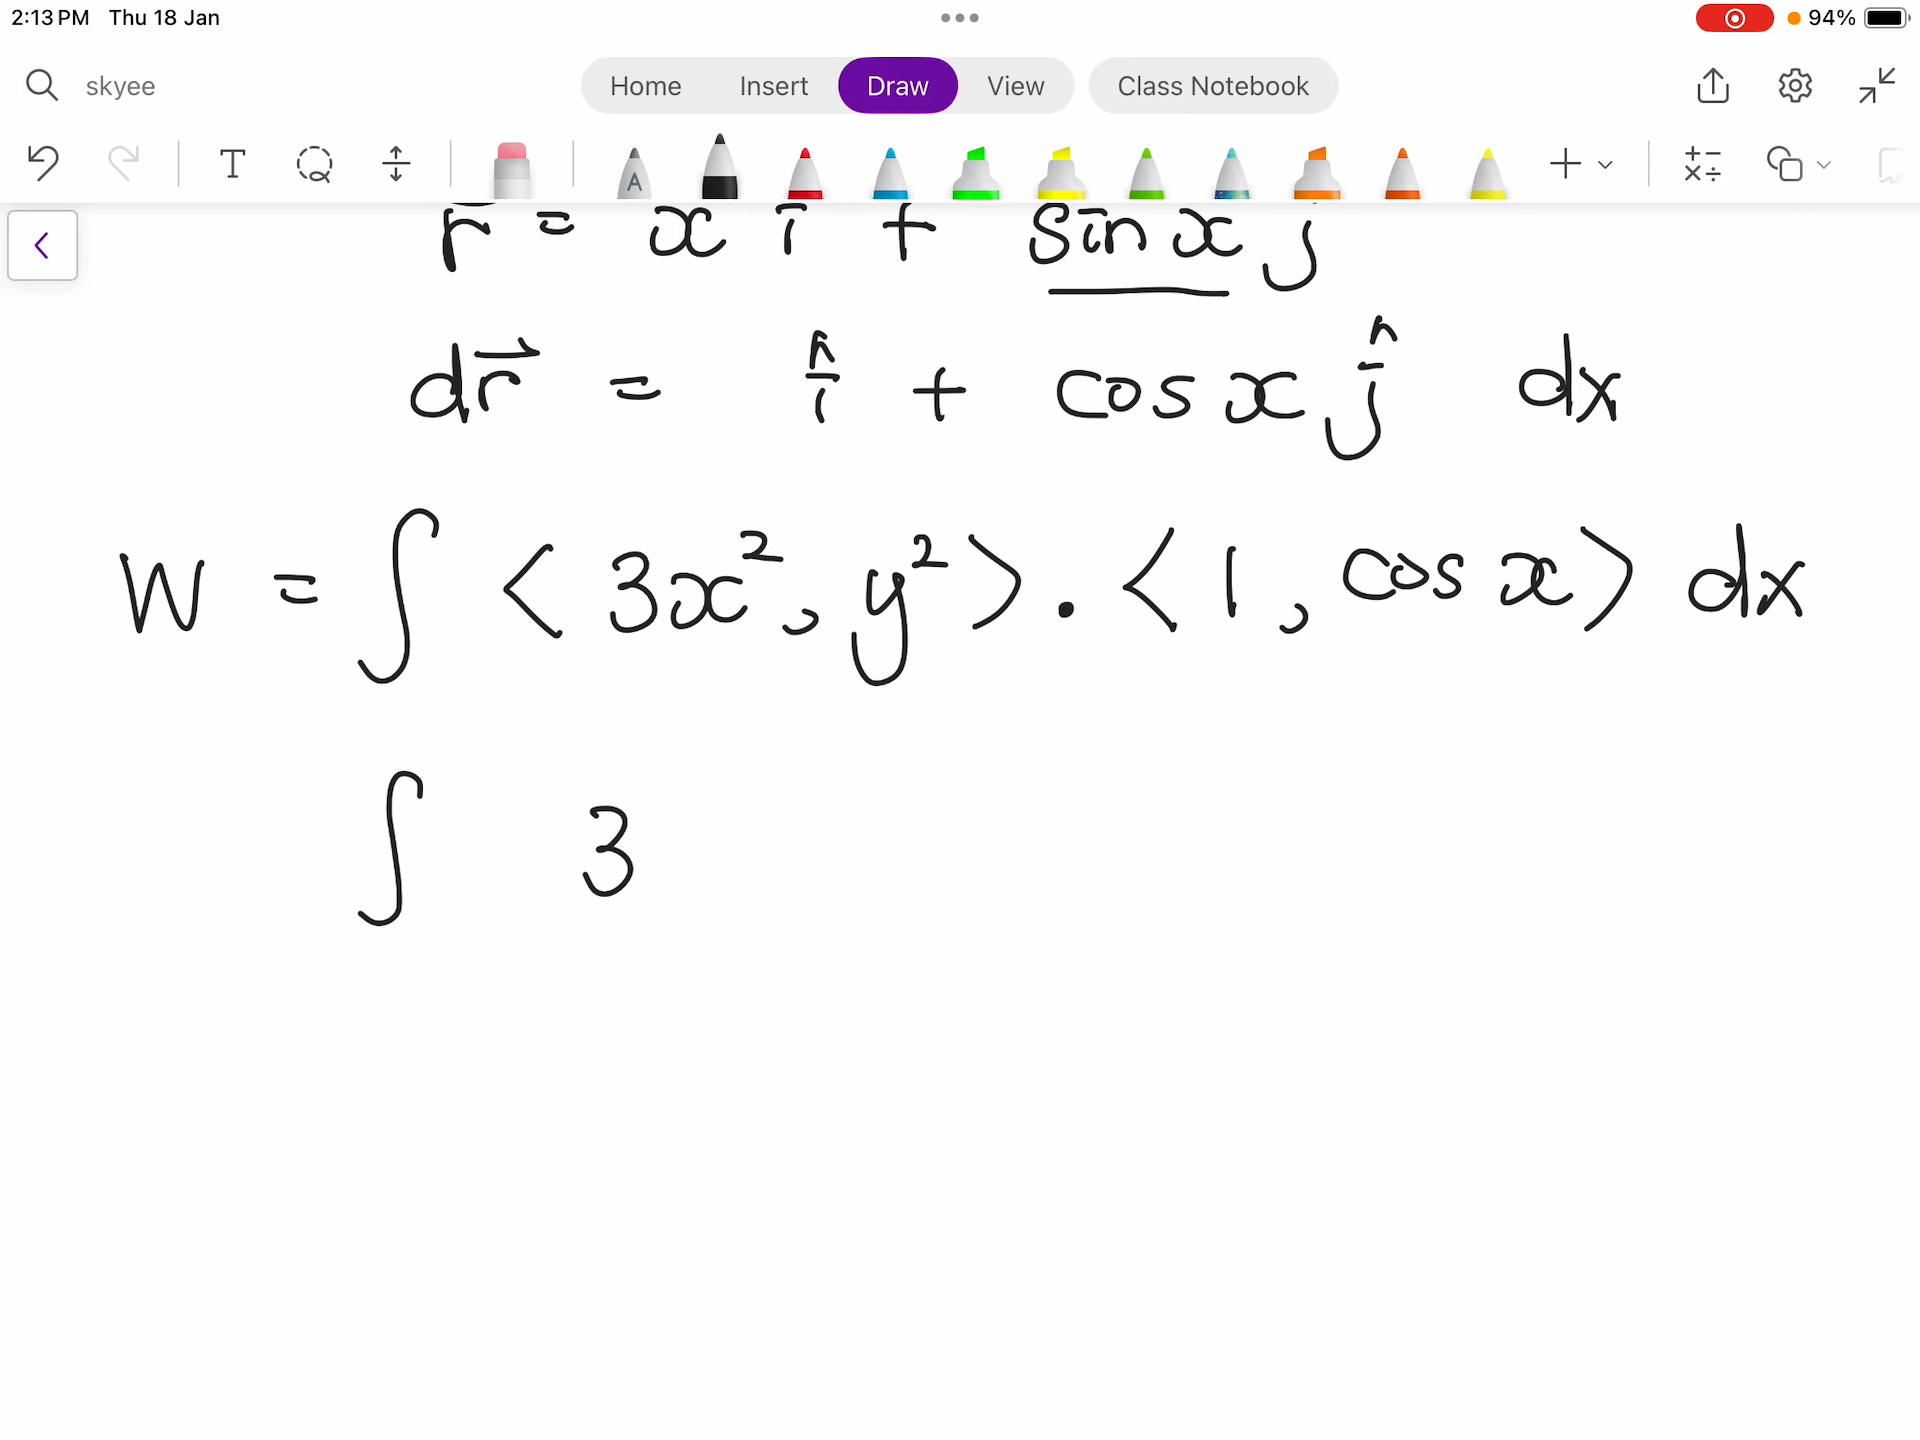 2:13 PM Thu 18 Jan 94%
skyee Home Insert Draw View Class Notebook
T A
r = x i + sin x j
dr⃗ = î + cos x ĵ dx
W = ∫ < 3x², y² > . < 1, cos x > dx
∫ 3